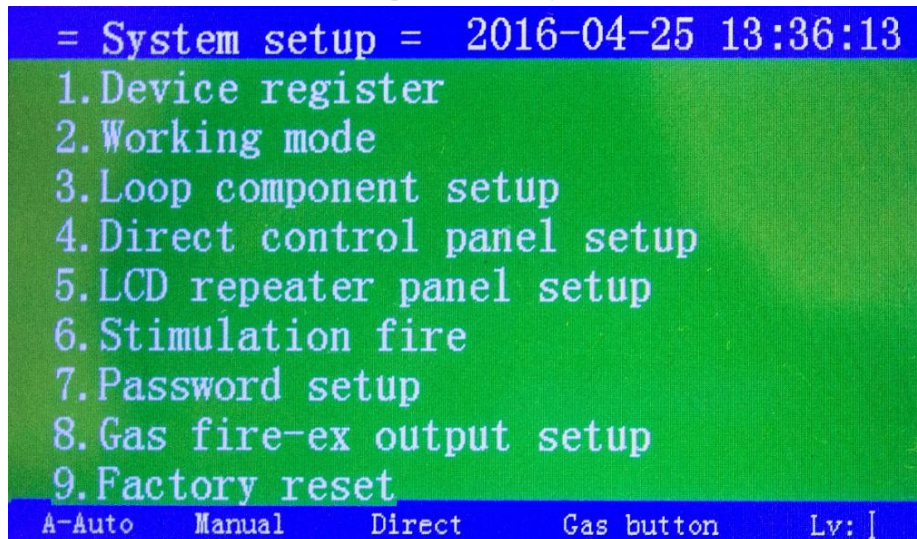 = System setup = 2016-04-25 13:36:13
1.Device register
2.Working mode
3.Loop component setup
4.Direct control panel setup
5.LCD repeater panel setup
6.Stimulation fire
7.Password setup
8.Gas fire-ex output setup
9.Factory reset
A-Auto Manual Direct Gas button Lv: